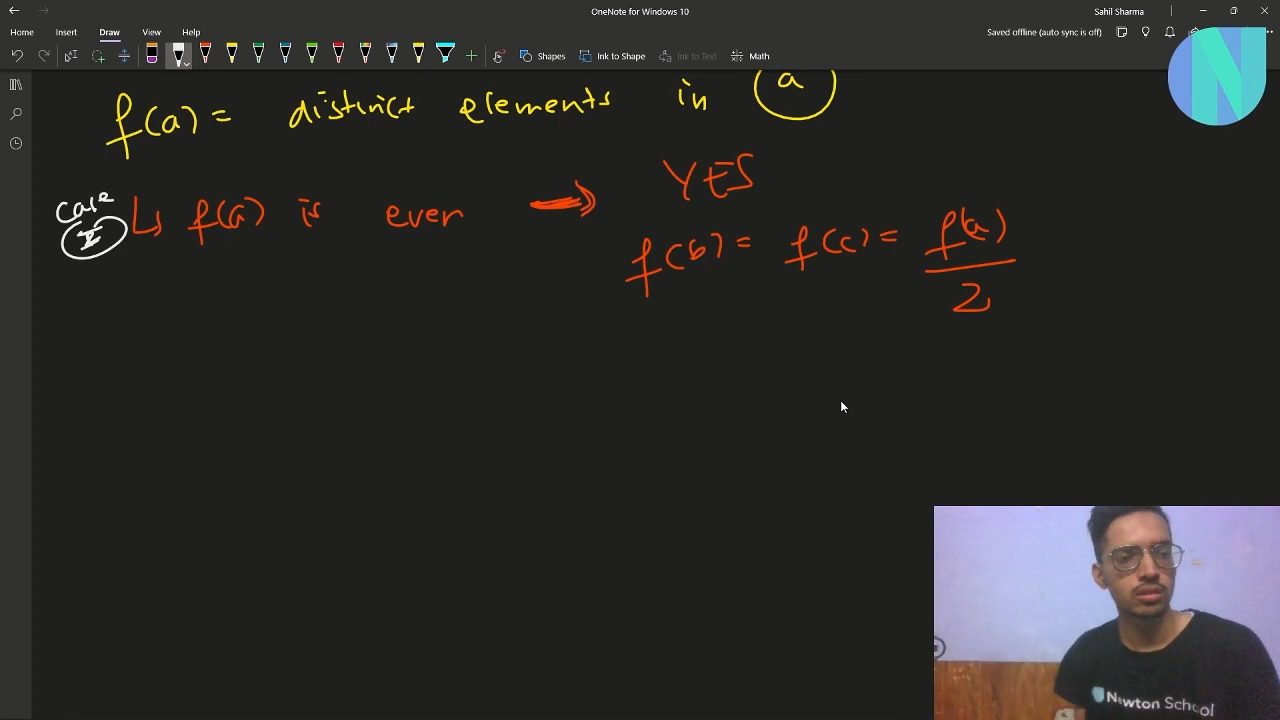 OneNote for Windows 10
Sahil Sharma
Home Insert Draw View Help
Saved offline (auto sync is off)
Shapes Ink to Shape Ink to Text Math
f(a) = distinct elements in a
Case I
↳ f(a) is even ⇒ YES
f(b) = f(c) = f(a)/2
N
Newton School